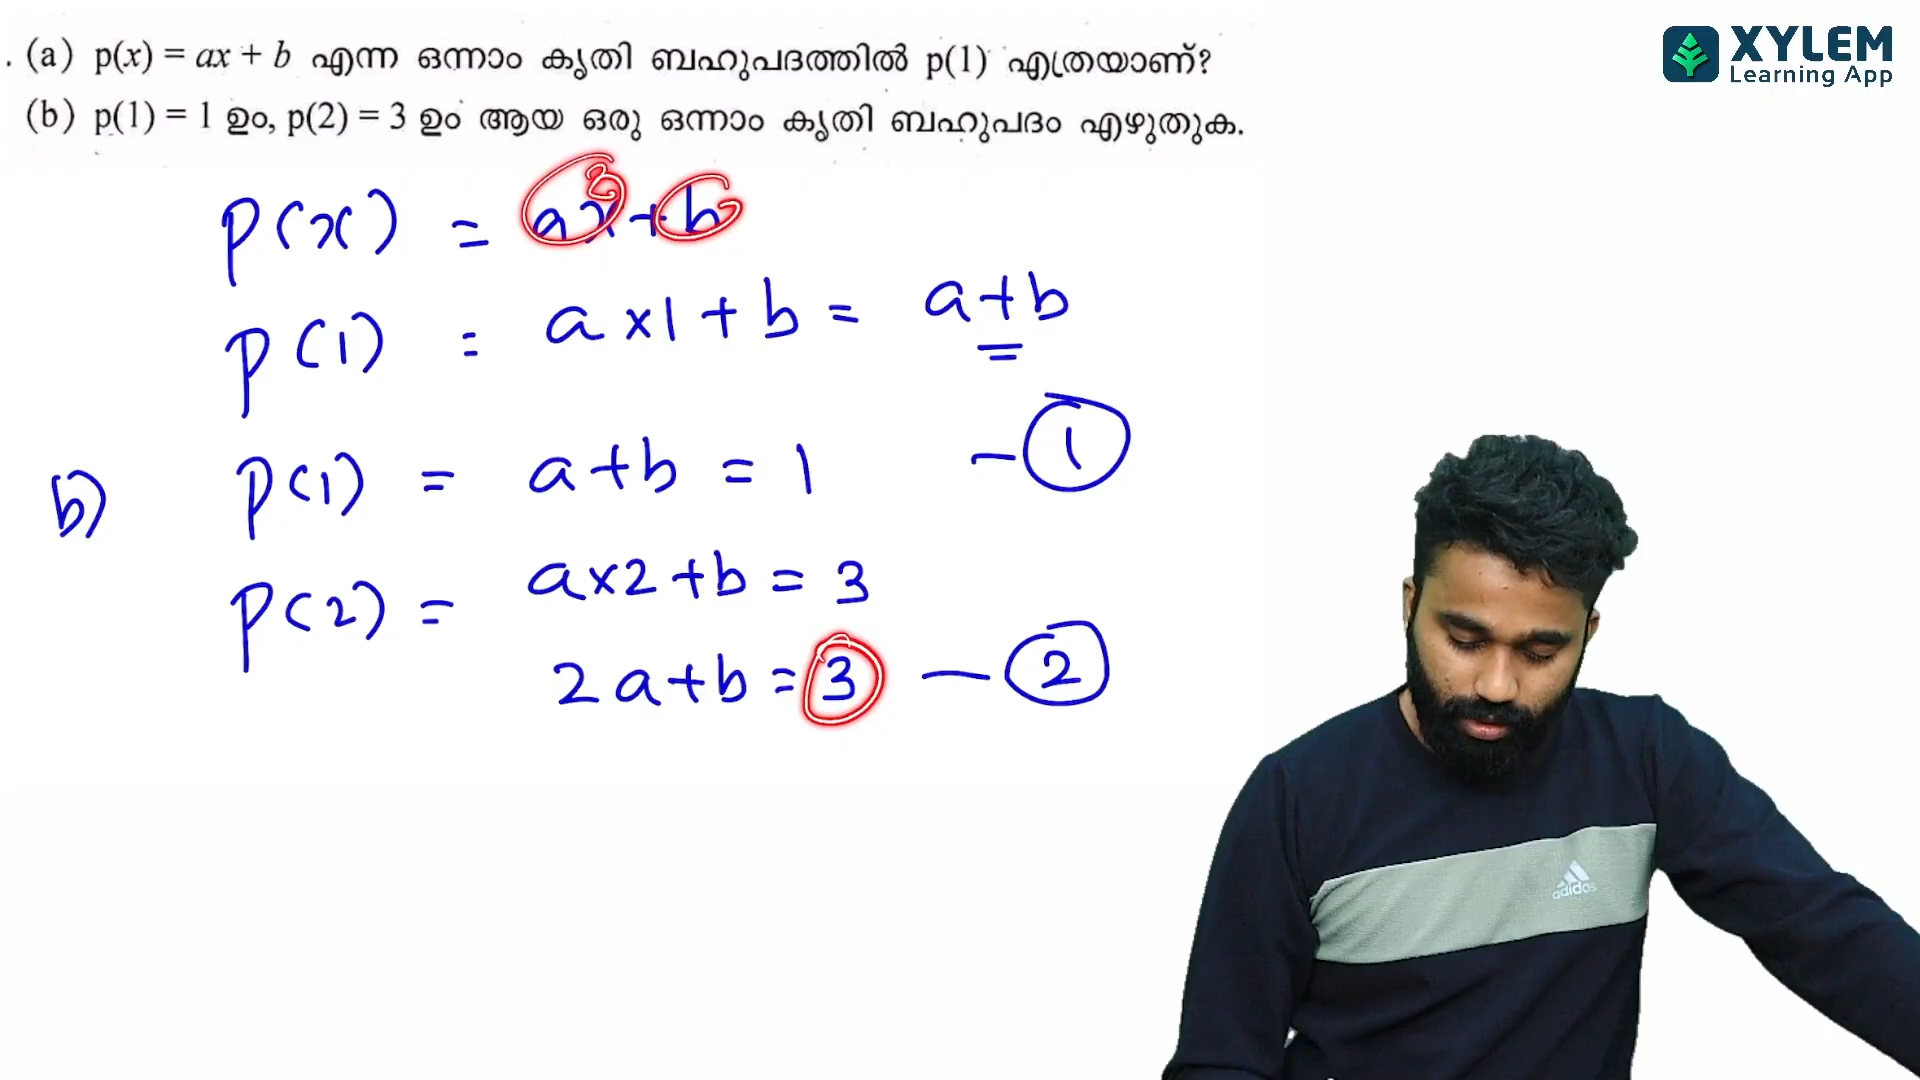 . (a) p(x) = ax + b എന്ന ഒന്നാം കൃതി ബഹുപദത്തിൽ p(1) എത്രയാണ്?
(b) p(1) = 1 ഉം, p(2) = 3 ഉം ആയ ഒരു ഒന്നാം കൃതി ബഹുപദം എഴുതുക.
XYLEM
Learning App
P(x) = ax+b
P(1) = a×1+b = a+b
b) P(1) = a+b = 1 – 1
P(2) = a×2+b = 3
2a+b = 3 — 2
adidas